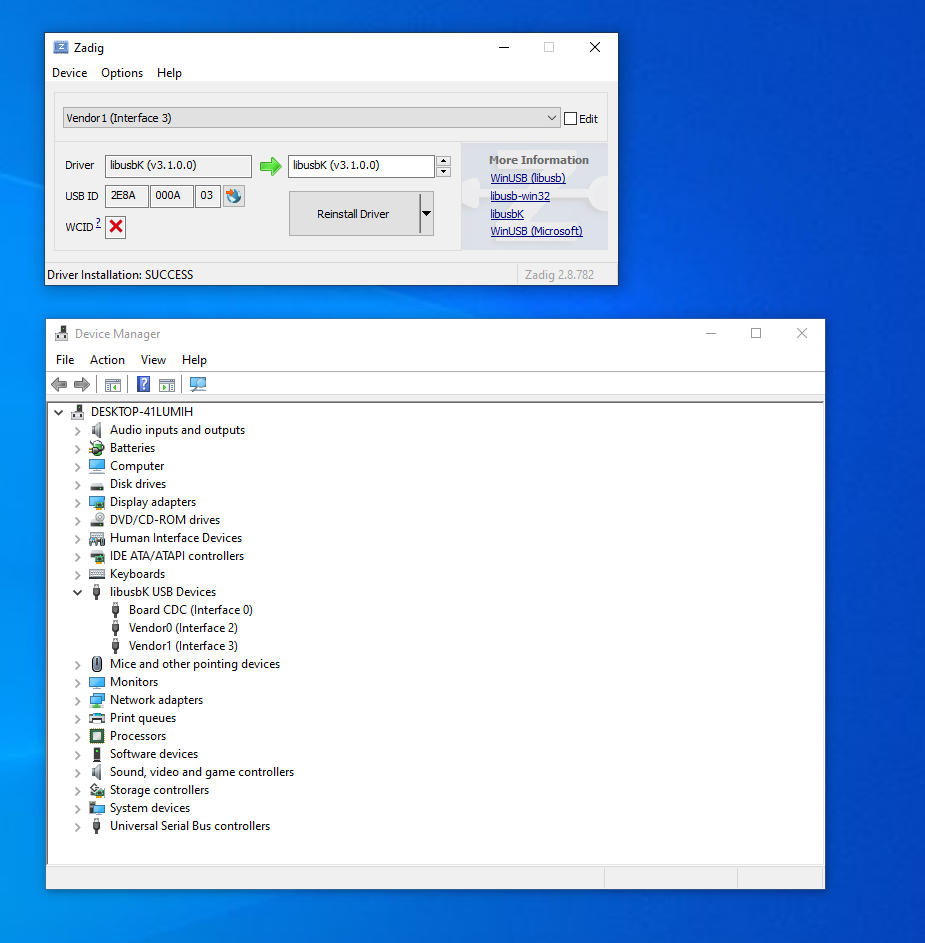 Zadig
Device Options Help
Vendor1 (Interface 3)
Edit
Driver libusbK (v3.1.0.0) libusbK (v3.1.0.0)
USB ID 2E8A 000A 03
WCID ?
Reinstall Driver
More Information
WinUSB (libusb)
libusb-win32
libusbK
WinUSB (Microsoft)
Driver Installation: SUCCESS
Zadig 2.8.782
Device Manager
File Action View Help
DESKTOP-41LUMIH
Audio inputs and outputs
Batteries
Computer
Disk drives
Display adapters
DVD/CD-ROM drives
Human Interface Devices
IDE ATA/ATAPI controllers
Keyboards
libusbK USB Devices
Board CDC (Interface 0)
Vendor0 (Interface 2)
Vendor1 (Interface 3)
Mice and other pointing devices
Monitors
Network adapters
Print queues
Processors
Software devices
Sound, video and game controllers
Storage controllers
System devices
Universal Serial Bus controllers